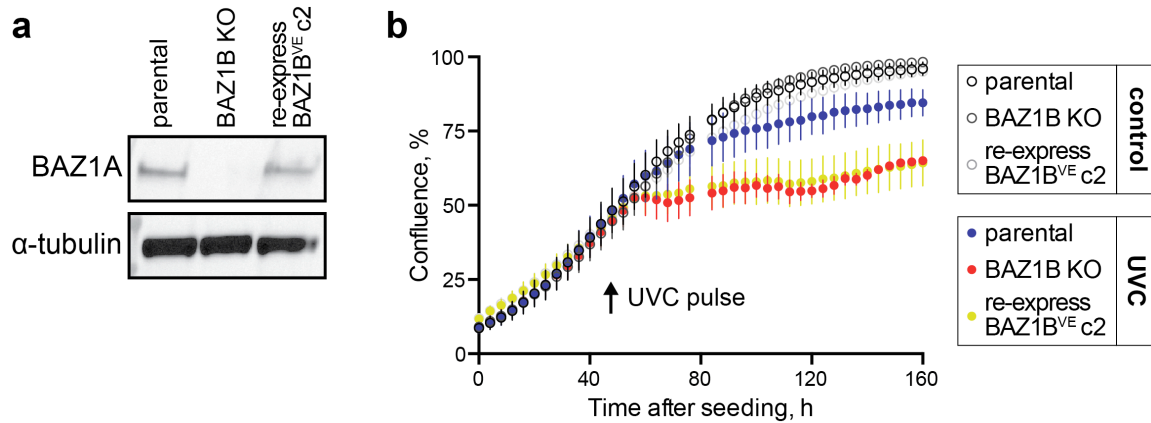 a
parental
BAZ1B KO
re-express
BAZ1BVE c2
BAZ1A
α-tubulin
b
Confluence, %
100
75
50
25
0
0
40
80
120
160
Time after seeding, h
UVC pulse
parental
BAZ1B KO
re-express
BAZ1BVE c2
control
parental
BAZ1B KO
re-express
BAZ1BVE c2
UVC